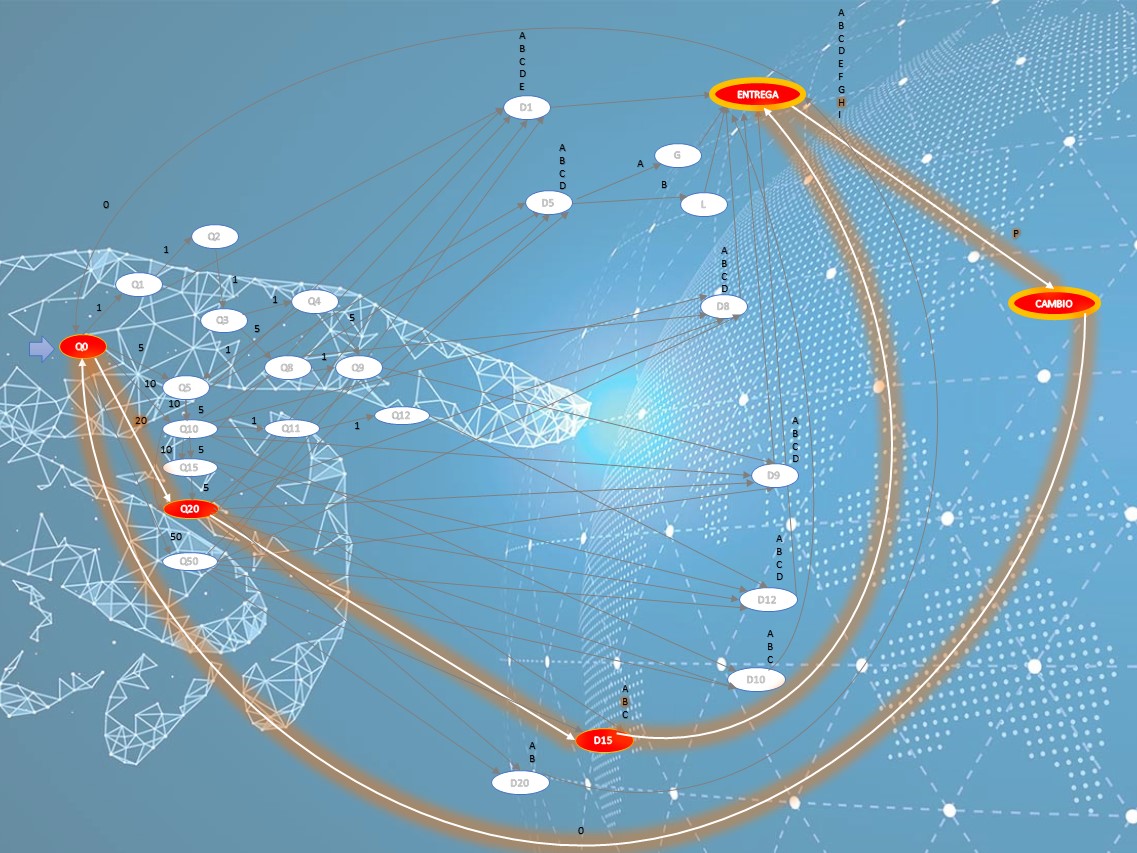 A
B
C
D
E
A
B
C
D
E
F
G
H
I
ENTREGA
D1
G
A
B
C
D
A
B
L
D5
0
Q2
P
1
A
B
C
D
1
Q1
Q4
1
CAMBIO
D8
1
Q3
5
5
Q0
5
1
1
Q8
Q9
10
Q5
10
5
Q12
20
1
1
Q10
Q11
A
B
C
D
10
5
Q15
D9
5
Q20
50
A
B
C
D
Q50
D12
A
B
C
D10
A
B
C
D15
A
B
D20
0